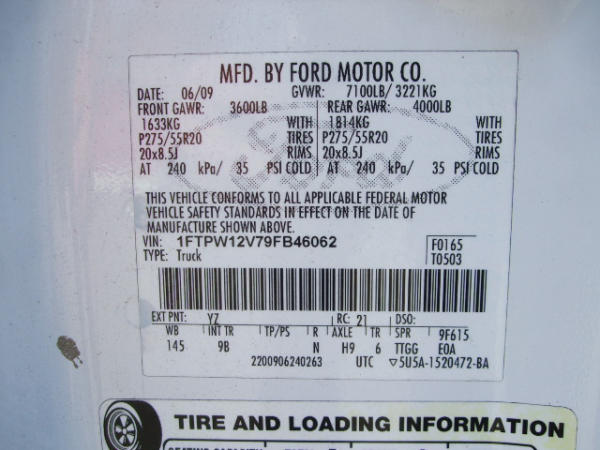 MFD. BY FORD MOTOR CO.
DATE: 06/09 GVWR: 7100LB/ 3221KG
FRONT GAWR: 3600LB REAR GAWR: 4000LB
1633KG WITH 1814KG WITH
P275/55R20 TIRES P275/55R20 TIRES
20x8.5J RIMS 20x8.5J RIMS
AT 240 kPa/ 35 PSI COLD AT 240 kPa/ 35 PSI COLD
THIS VEHICLE CONFORMS TO ALL APPLICABLE FEDERAL MOTOR
VEHICLE SAFETY STANDARDS IN EFFECT ON THE DATE OF
MANUFACTURE SHOWN ABOVE.
VIN: 1FTPW12V79FB46062 F0165
TYPE: Truck T0503
EXT PNT: YZ RC: 21 DSO:
WB INT TR TP/PS R AXLE TR SPR 9F615
145 9B N H9 6 TTGG E0A
2200906240263 UTC ▽5U5A-1520472-BA
TIRE AND LOADING INFORMATION
SEATING CAPACITY